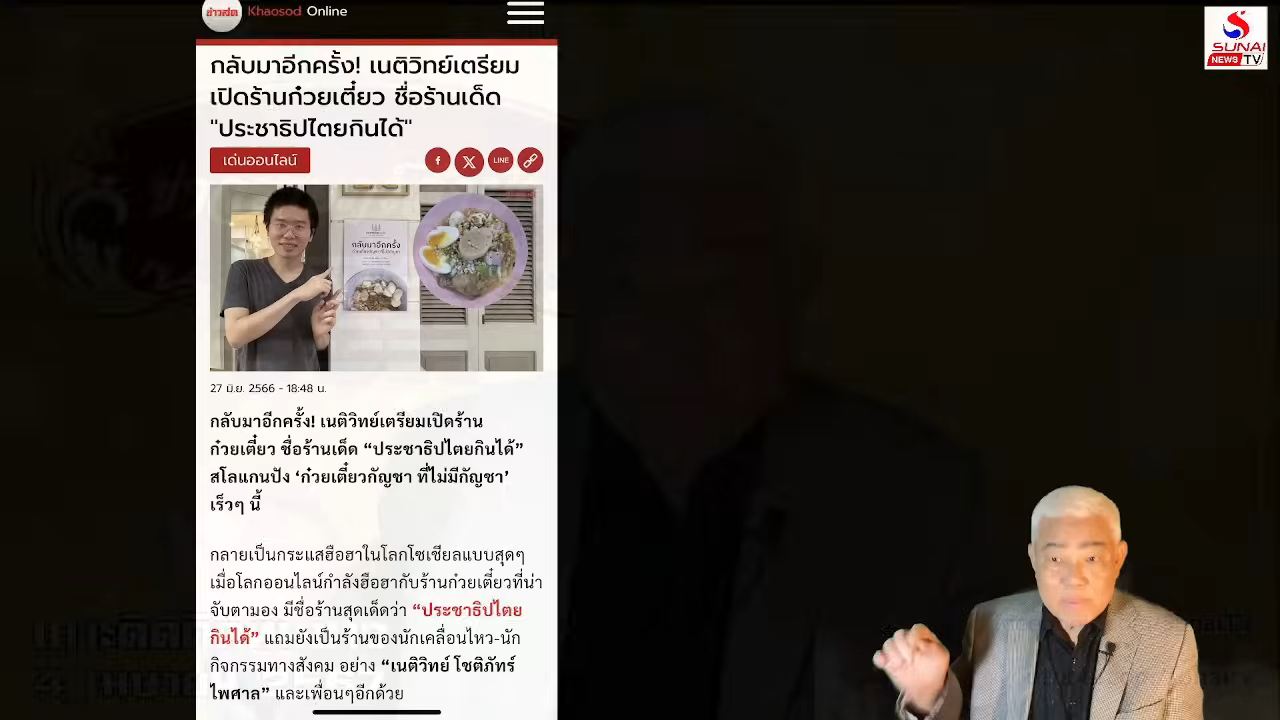 ข่าวสด Khaosod Online
SUNAI
NEWS TV
กลับมาอีกครั้ง! เนติวิทย์เตรียม
เปิดร้านก๋วยเตี๋ยว ชื่อร้านเด็ด
"ประชาธิปไตยกินได้"
เด่นออนไลน์
LINE
กลับมาอีกครั้ง
27 มิ.ย. 2566 - 18:48 น.
กลับมาอีกครั้ง! เนติวิทย์เตรียมเปิดร้าน
ก๋วยเตี๋ยว ชื่อร้านเด็ด “ประชาธิปไตยกินได้”
สโลแกนปัง ‘ก๋วยเตี๋ยวกัญชา ที่ไม่มีกัญชา’
เร็วๆ นี้
กลายเป็นกระแสฮือฮาในโลกโซเชียลแบบสุดๆ
เมื่อโลกออนไลน์กำลังฮือฮากับร้านก๋วยเตี๋ยวที่น่า
จับตามอง มีชื่อร้านสุดเด็ดว่า “ประชาธิปไตย
กินได้” แถมยังเป็นร้านของนักเคลื่อนไหว-นัก
กิจกรรมทางสังคม อย่าง “เนติวิทย์ โชติภัทร์
ไพศาล” และเพื่อนๆอีกด้วย